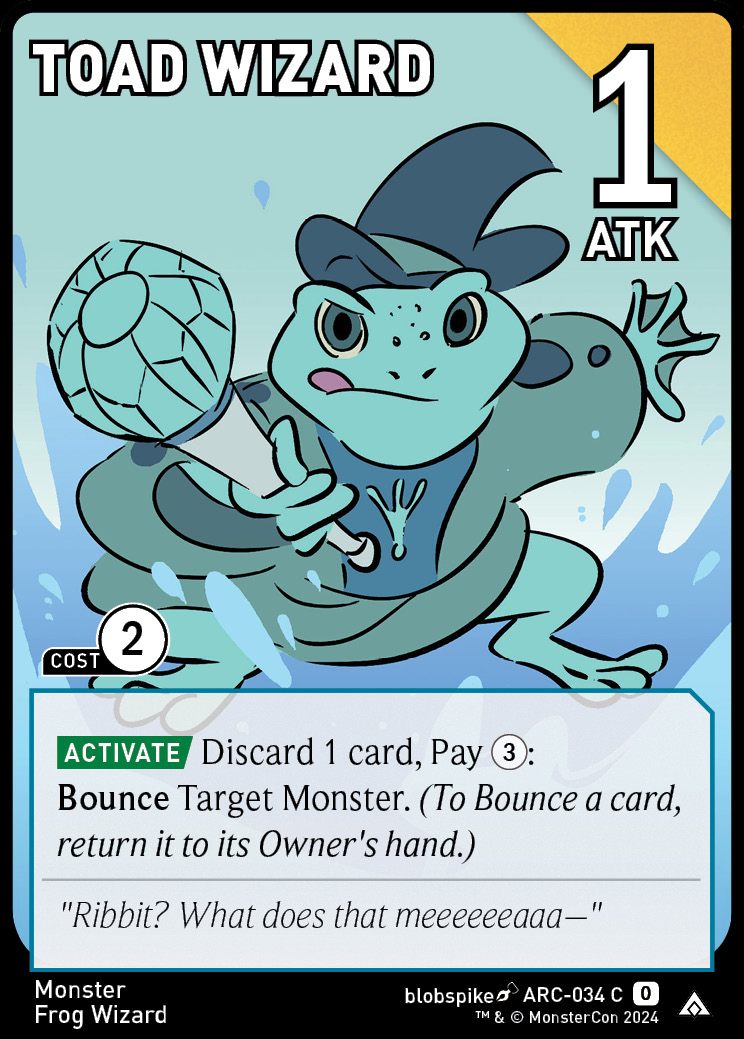 TOAD WIZARD
1
ATK
COST 2
ACTIVATE Discard 1 card, Pay 3:
Bounce Target Monster. (To Bounce a card,
return it to its Owner's hand.)
"Ribbit? What does that meeeeeeaaa—"
Monster
Frog Wizard
blobspike ARC-034 C 0
™ & © MonsterCon 2024